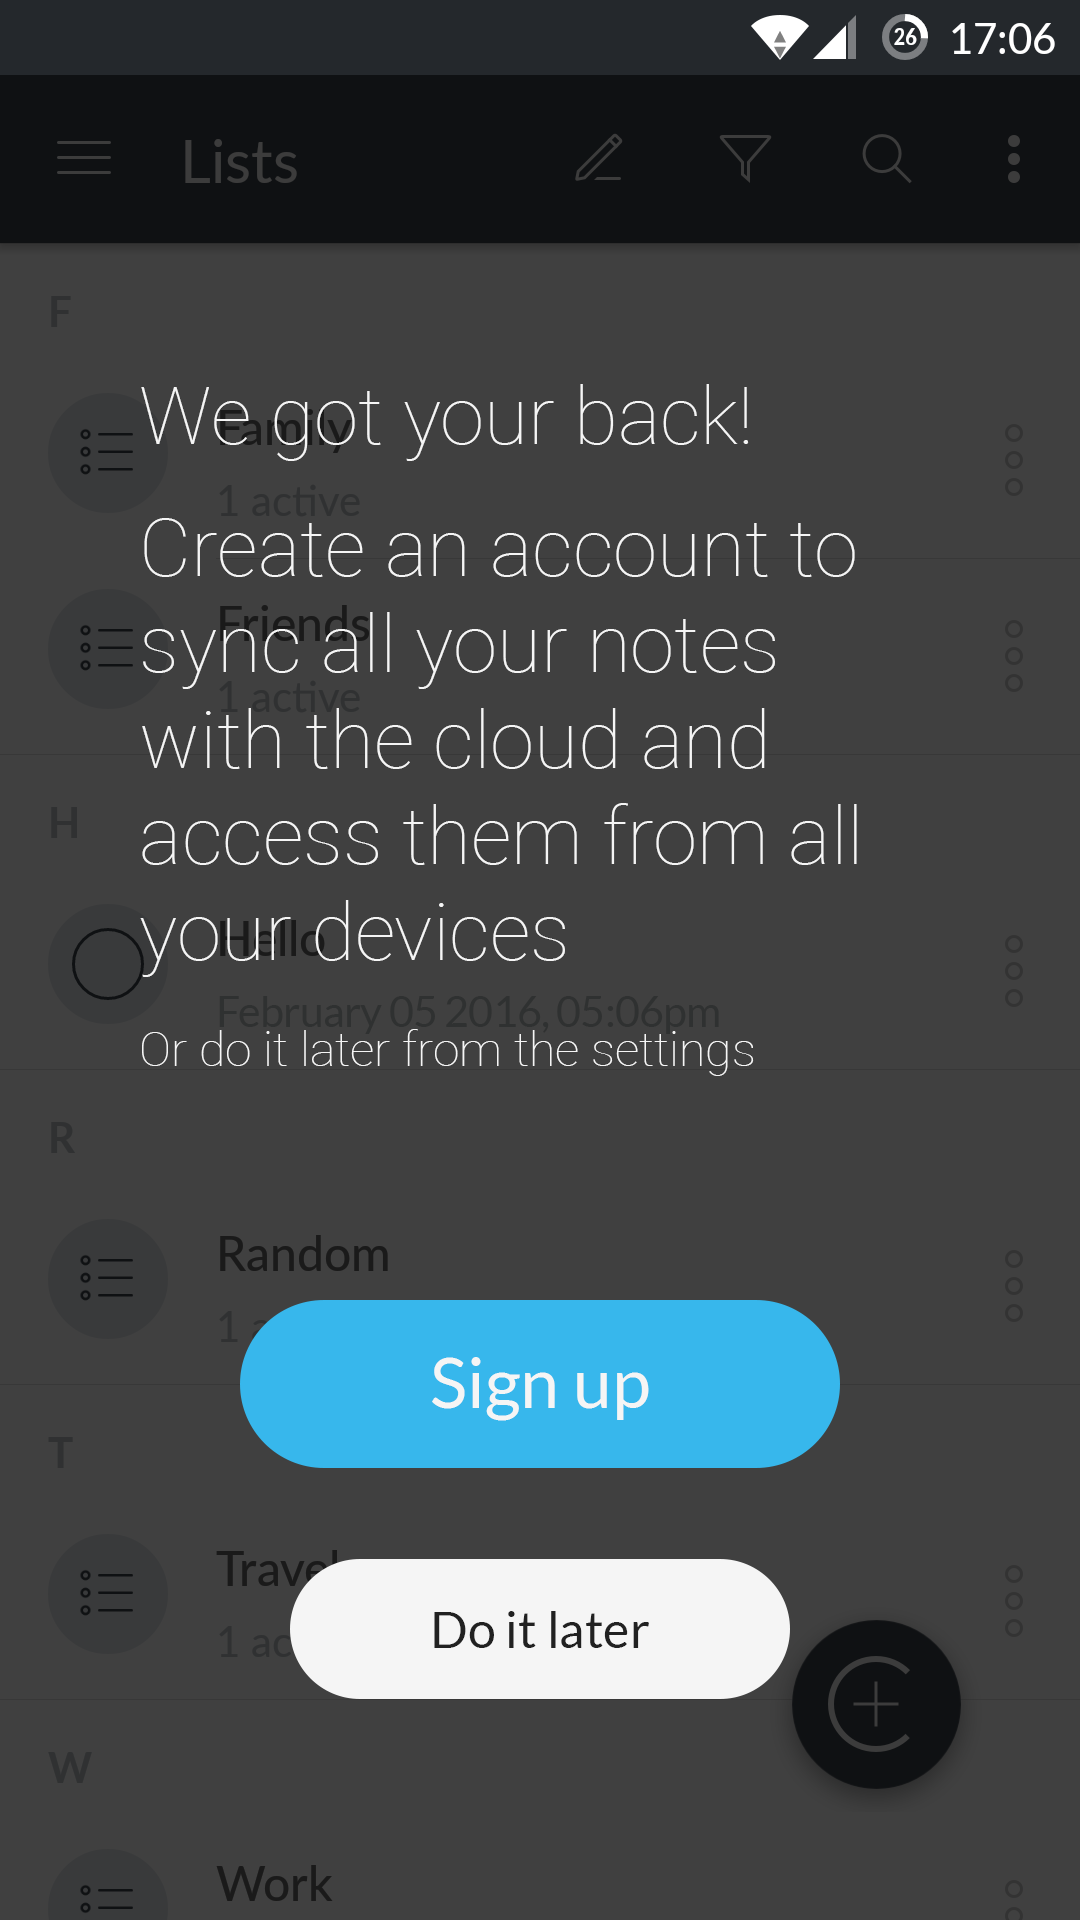 26 17:06
Lists
F
We got your back!
Family
1 active
Create an account to
Friends
sync all your notes
1 active
with the cloud and
H
access them from all
your devices
Hello
February 05 2016, 05:06pm
Or do it later from the settings
R
Random
1 a
Sign up
T
Travel
1 ac
Do it later
W
Work